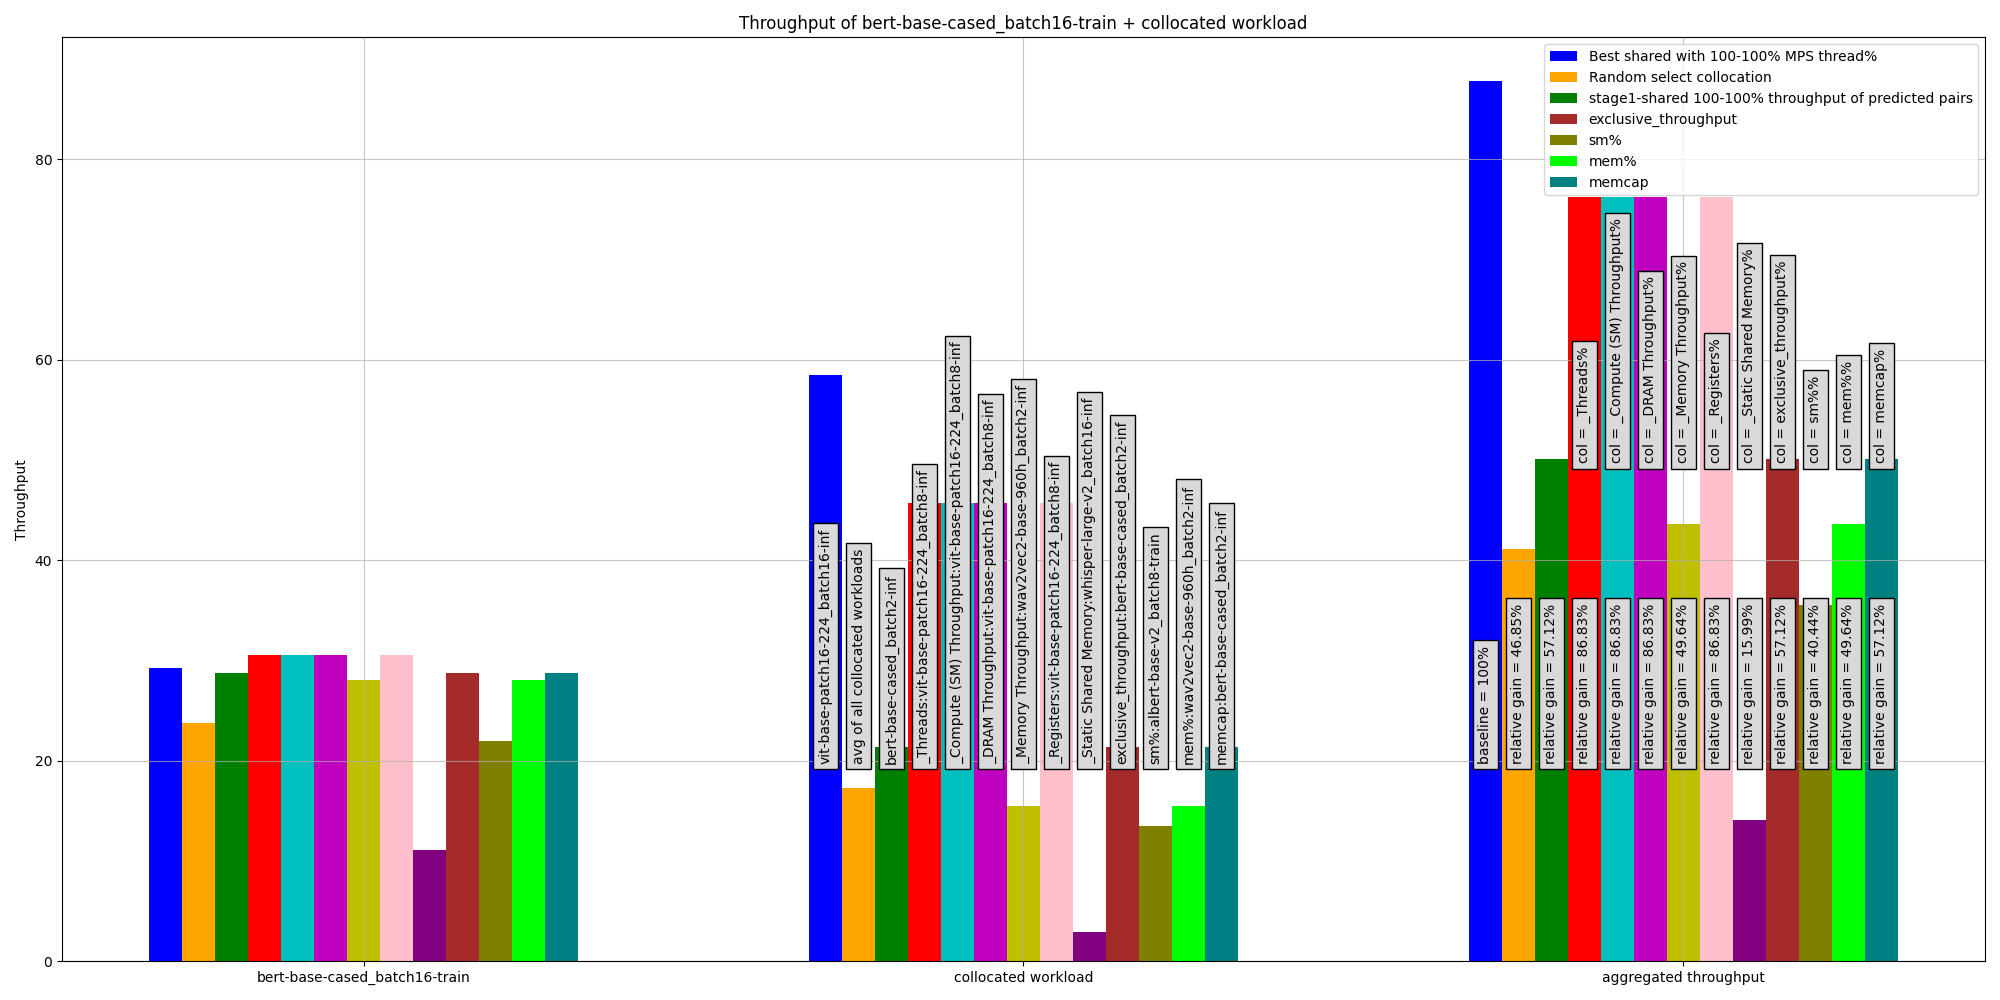 Throughput of bert-base-cased_batch16-train + collocated workload
Best shared with 100-100% MPS thread%
Random select collocation
stage1-shared 100-100% throughput of predicted pairs
exclusive_throughput
sm%
mem%
memcap
Throughput
80
60
40
20
0
vit-base-patch16-224_batch16-inf
avg of all collocated workloads
bert-base-cased_batch2-inf
_Threads:vit-base-patch16-224_batch8-inf
_Compute (SM) Throughput:vit-base-patch16-224_batch8-inf
_DRAM Throughput:vit-base-patch16-224_batch8-inf
_Memory Throughput:wav2vec2-base-960h_batch2-inf
_Registers:vit-base-patch16-224_batch8-inf
_Static Shared Memory:whisper-large-v2_batch16-inf
exclusive_throughput:bert-base-cased_batch2-inf
sm%:albert-base-v2_batch8-train
mem%:wav2vec2-base-960h_batch2-inf
memcap:bert-base-cased_batch2-inf
col = _Threads%
col = _Compute (SM) Throughput%
col = _DRAM Throughput%
col = _Memory Throughput%
col = _Registers%
col = _Static Shared Memory%
col = exclusive_throughput%
col = sm%%
col = mem%%
col = memcap%
baseline = 100%
relative gain = 46.85%
relative gain = 57.12%
relative gain = 86.83%
relative gain = 86.83%
relative gain = 86.83%
relative gain = 49.64%
relative gain = 86.83%
relative gain = 15.99%
relative gain = 57.12%
relative gain = 40.44%
relative gain = 49.64%
relative gain = 57.12%
bert-base-cased_batch16-train
collocated workload
aggregated throughput